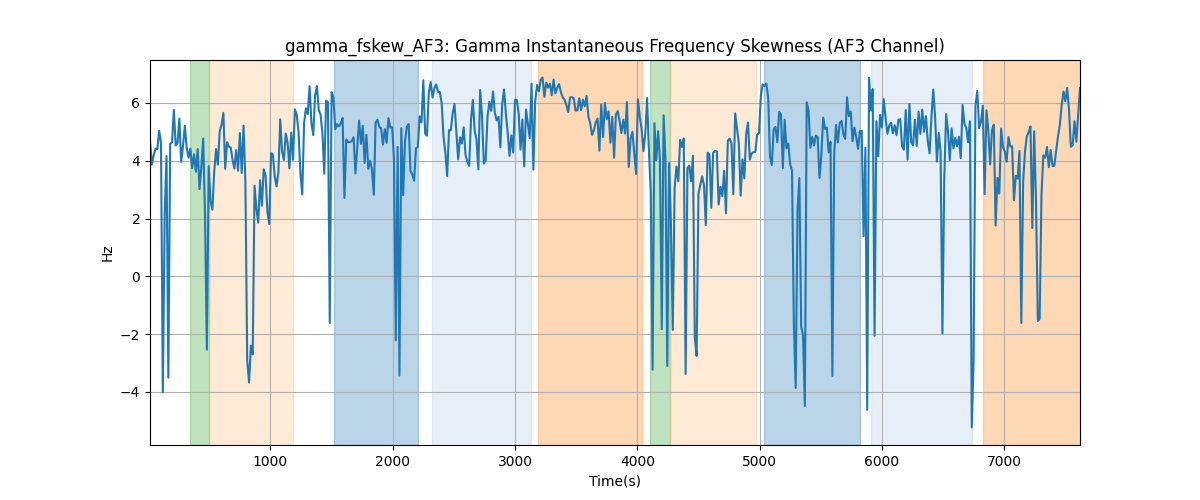 gamma_fskew_AF3: Gamma Instantaneous Frequency Skewness (AF3 Channel)
Hz
6
4
2
0
−2
−4
1000 2000 3000 4000 5000 6000 7000
Time(s)